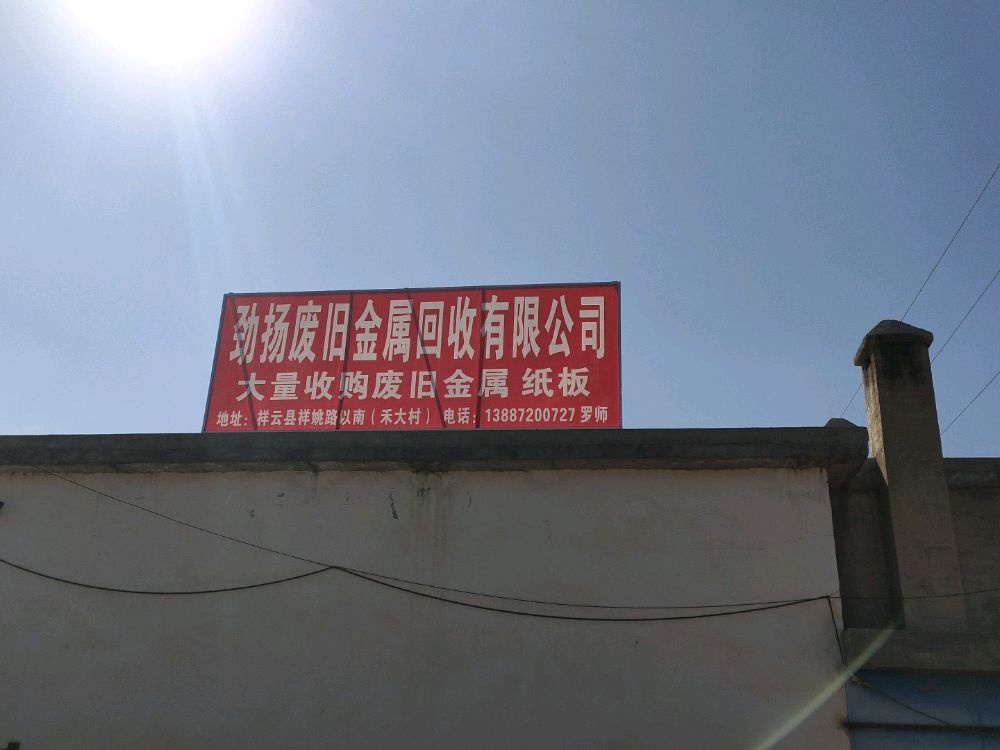 劲扬废旧金属回收有限公司
大量收购废旧金属 纸板
地址：祥云县祥姚路以南（禾大村） 电话：13887200727 罗师